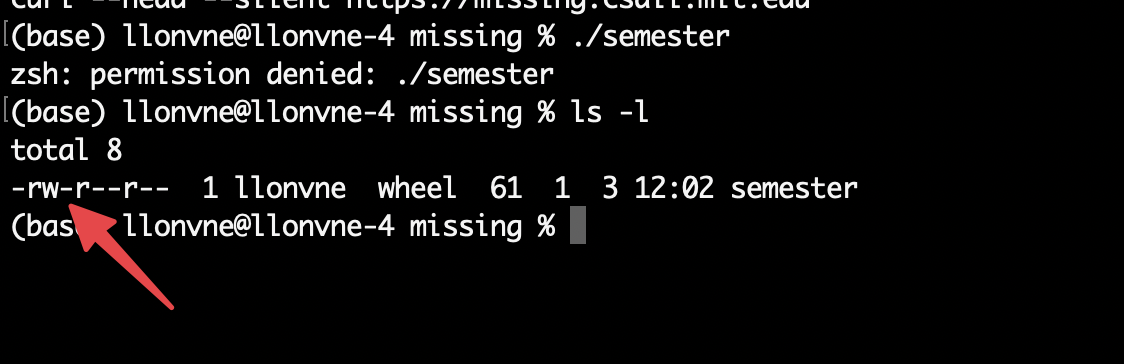 curl --head --silent https://missing.csail.mit.edu
(base) llonvne@llonvne-4 missing % ./semester
zsh: permission denied: ./semester
(base) llonvne@llonvne-4 missing % ls -l
total 8
-rw-r--r--  1 llonvne  wheel  61  1  3 12:02 semester
(base) llonvne@llonvne-4 missing %